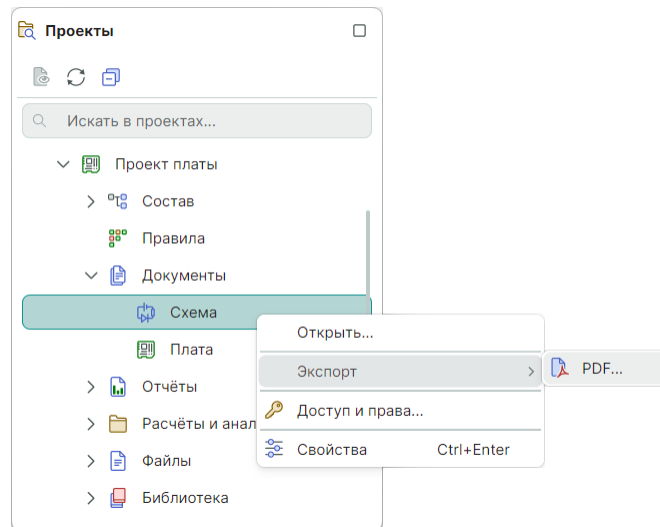 Проекты
Искать в проектах...
Проект платы
Состав
Правила
Документы
Схема
Открыть...
Плата
Экспорт
PDF...
Отчёты
Доступ и права...
Расчёты и анал
Свойства Ctrl+Enter
Файлы
Библиотека